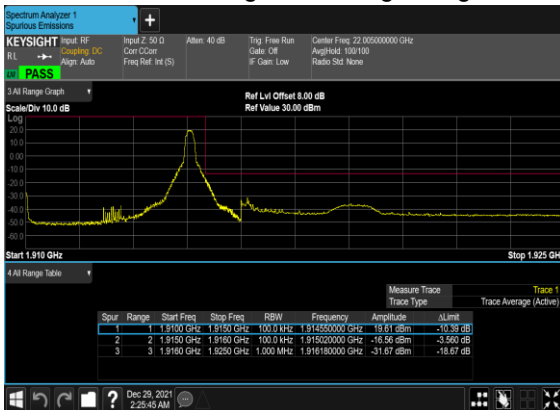 Spectrum Analyzer 1
Spurious Emissions
KEYSIGHT Input: RF Input Z: 50 Ω Atten: 40 dB Trig: Free Run Center Freq: 22.005000000 GHz
RL Coupling: DC Corr CCorr Gate: Off Avg|Hold: 100/100
Align: Auto Freq Ref: Int (S) IF Gain: Low Radio Std: None
PASS
3 All Range Graph
Ref Lvl Offset 8.00 dB
Scale/Div 10.0 dB Ref Value 30.00 dBm
Log
20.0
10.0
0.00
-10.0
-20.0
-30.0
-40.0
-50.0
-60.0
Start 1.910 GHz Stop 1.925 GH
4 All Range Table
Measure Trace Trace 1
Trace Type Trace Average (Active)
Spur Range Start Freq Stop Freq RBW Frequency Amplitude ΔLimit
1 1 1.9100 GHz 1.9150 GHz 100.0 kHz 1.914550000 GHz 19.61 dBm -10.39 dB
2 2 1.9150 GHz 1.9160 GHz 100.0 kHz 1.915020000 GHz -16.56 dBm -3.560 dB
3 3 1.9160 GHz 1.9250 GHz 1.000 MHz 1.916180000 GHz -31.67 dBm -18.67 dB
Dec 29, 2021
2:25:45 AM